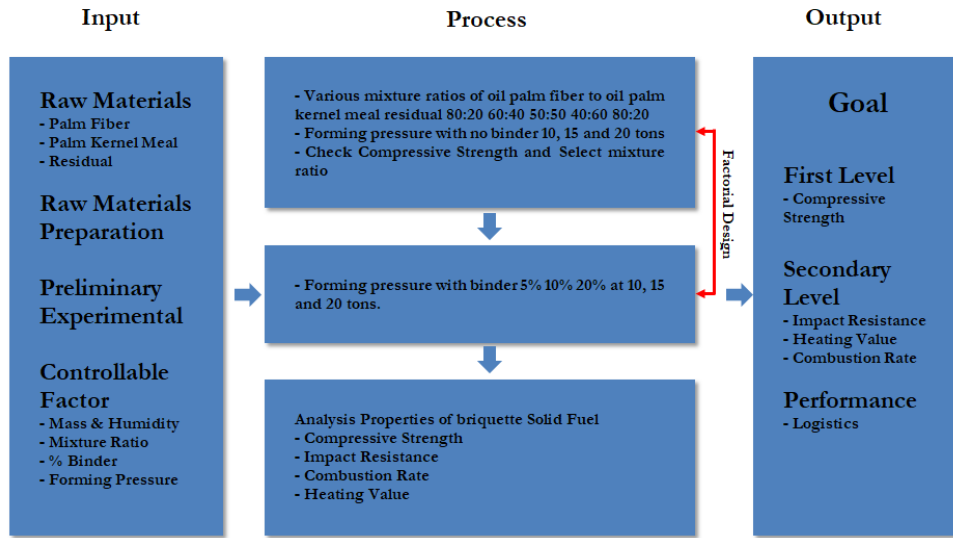 Input
Process
Output
Raw Materials
- Palm Fiber
- Palm Kernel Meal
- Residual
Raw Materials
Preparation
Preliminary
Experimental
Controllable
Factor
- Mass & Humidity
- Mixture Ratio
- % Binder
- Forming Pressure
- Various mixture ratios of oil palm fiber to oil palm
kernel meal residual 80:20 60:40 50:50 40:60 80:20
- Forming pressure with no binder 10, 15 and 20 tons
- Check Compressive Strength and Select mixture
ratio
Factorial Design
- Forming pressure with binder 5% 10% 20% at 10, 15
and 20 tons.
Analysis Properties of briquette Solid Fuel
- Compressive Strength
- Impact Resistance
- Combustion Rate
- Heating Value
Goal
First Level
- Compressive
Strength
Secondary
Level
- Impact Resistance
- Heating Value
- Combustion Rate
Performance
- Logistics